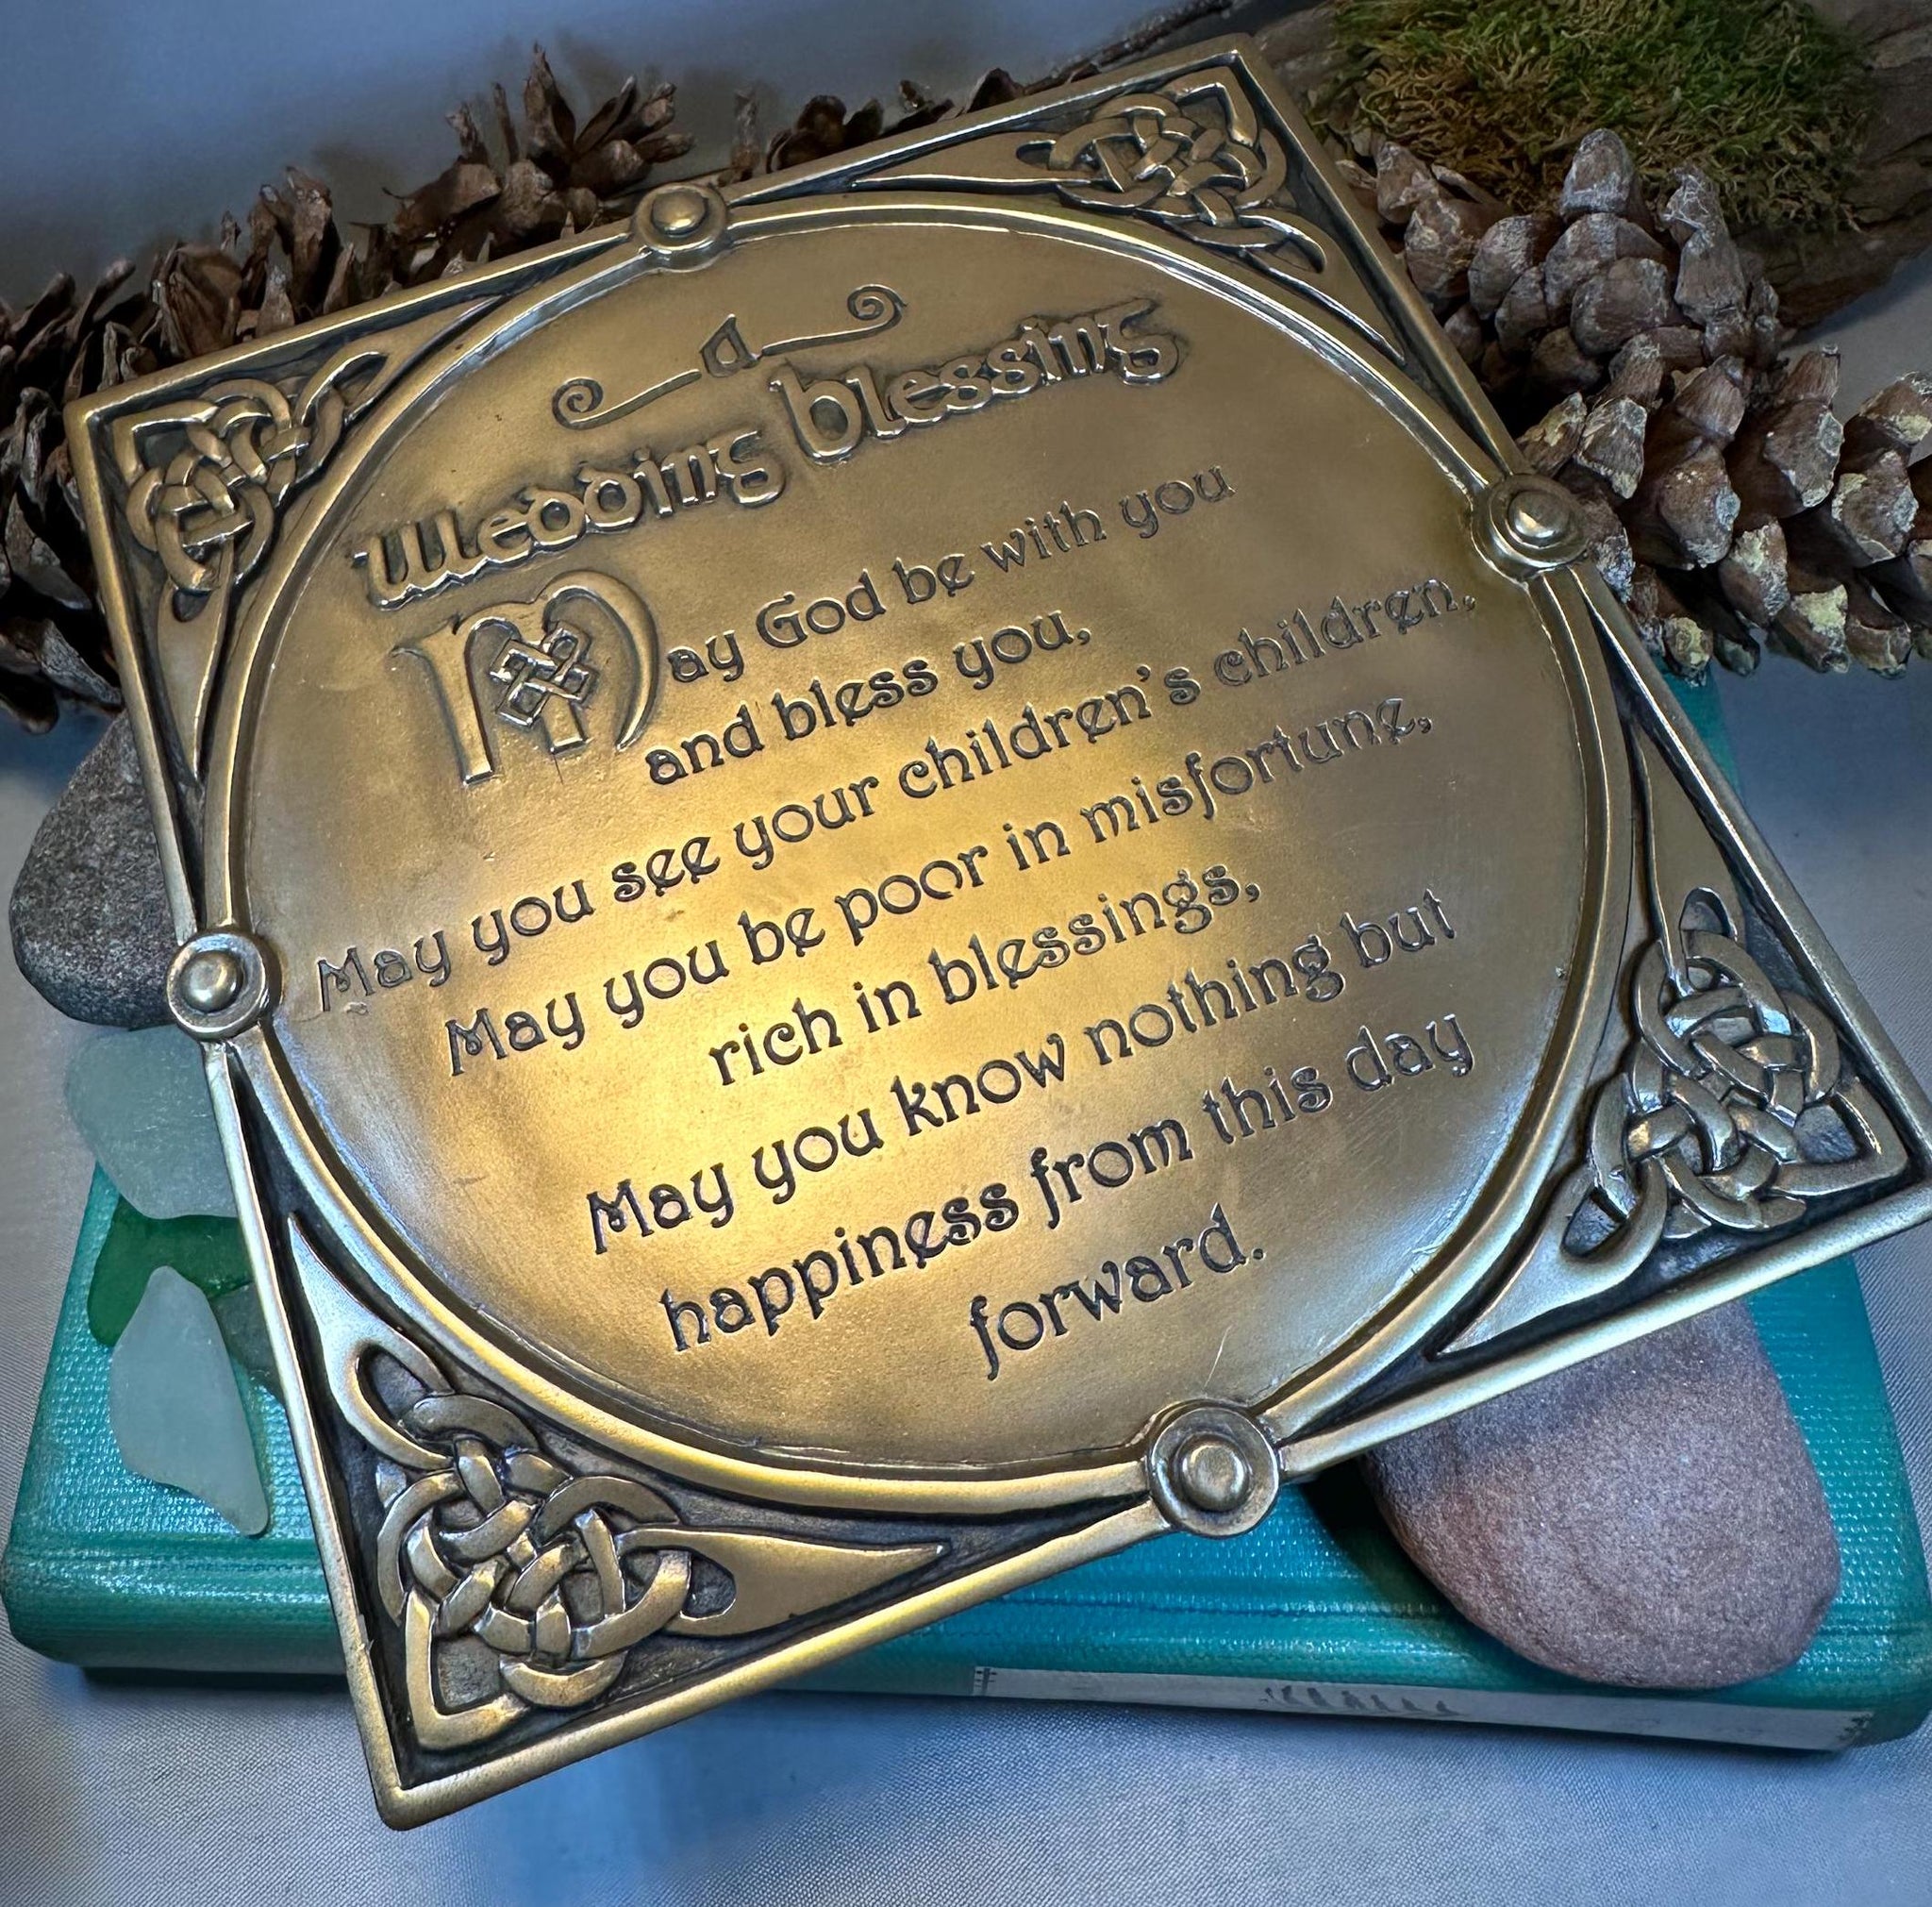 a
Wedding blessing
May God be with you
and bless you,
May you see your children's children,
May you be poor in misfortune,
rich in blessings,
May you know nothing but
happiness from this day
forward.